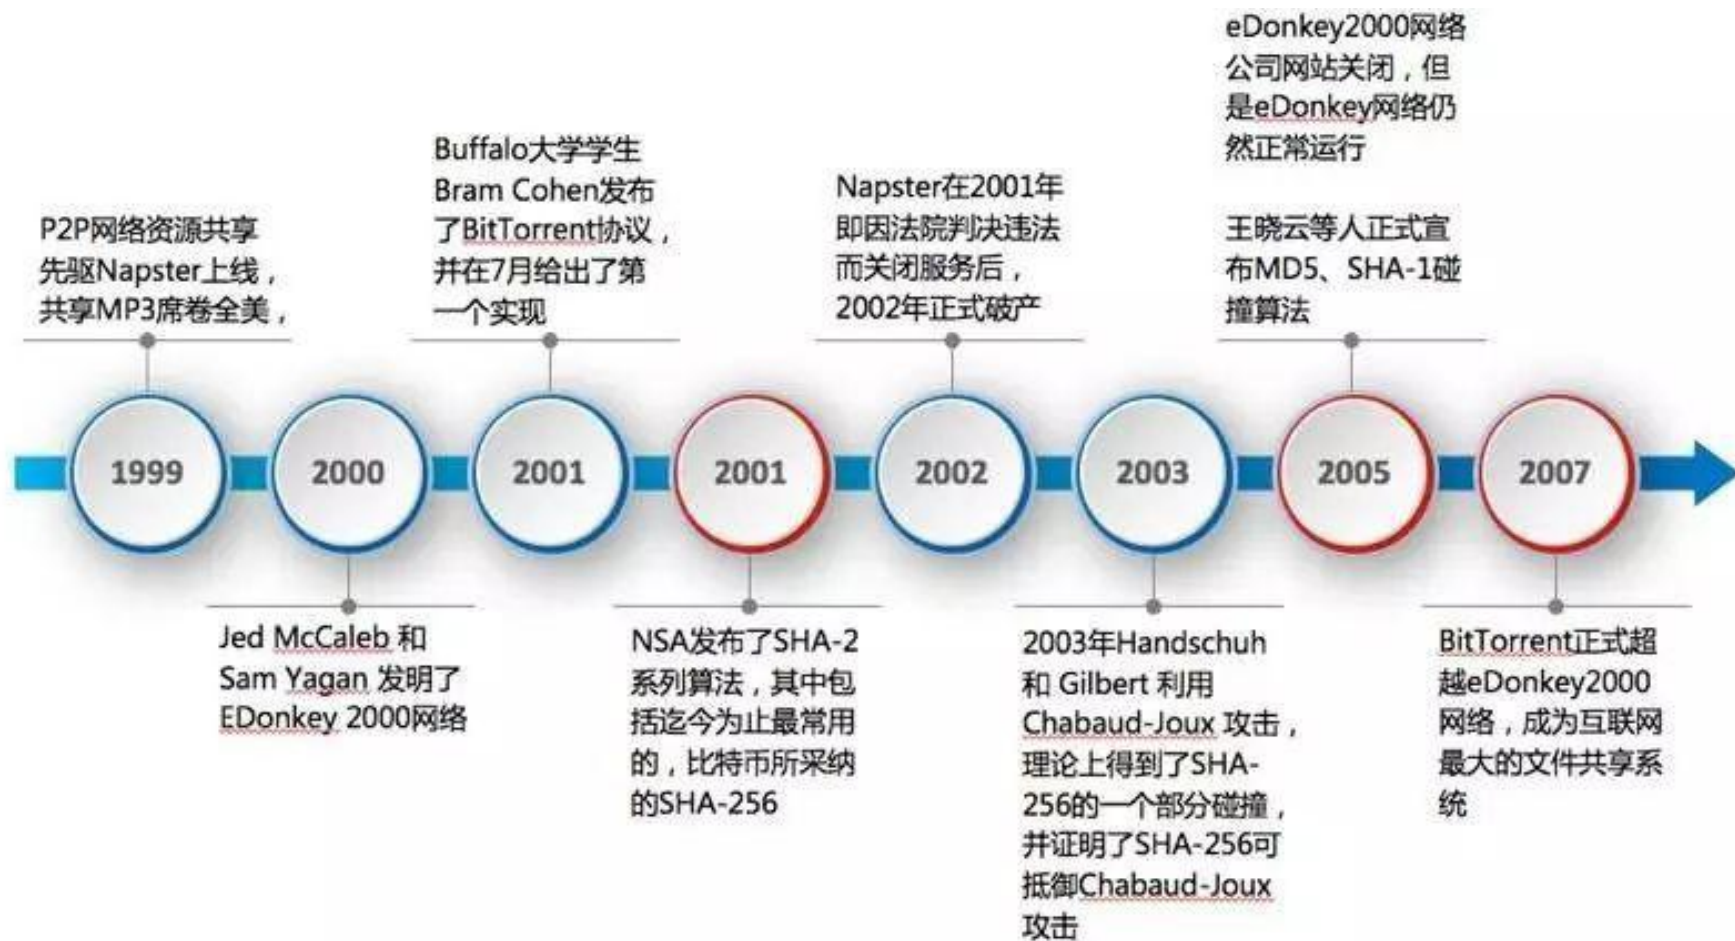 P2P网络资源共享
先驱Napster上线，
共享MP3席卷全美，
1999
2000
Jed McCaleb 和
Sam Yagan 发明了
EDonkey 2000网络
Buffalo大学学生
Bram Cohen发布
了BitTorrent协议，
并在7月给出了第
一个实现
2001
2001
NSA发布了SHA-2
系列算法，其中包
括迄今为止最常用
的，比特币所采纳
的SHA-256
Napster在2001年
即因法院判决违法
而关闭服务后，
2002年正式破产
2002
2003
2003年Handschuh
和 Gilbert 利用
Chabaud-Joux 攻击，
理论上得到了SHA-
256的一个部分碰撞，
并证明了SHA-256可
抵御Chabaud-Joux
攻击
eDonkey2000网络
公司网站关闭，但
是eDonkey网络仍
然正常运行
王晓云等人正式宣
布MD5、SHA-1碰
撞算法
2005
2007
BitTorrent正式超
越eDonkey2000
网络，成为互联网
最大的文件共享系
统